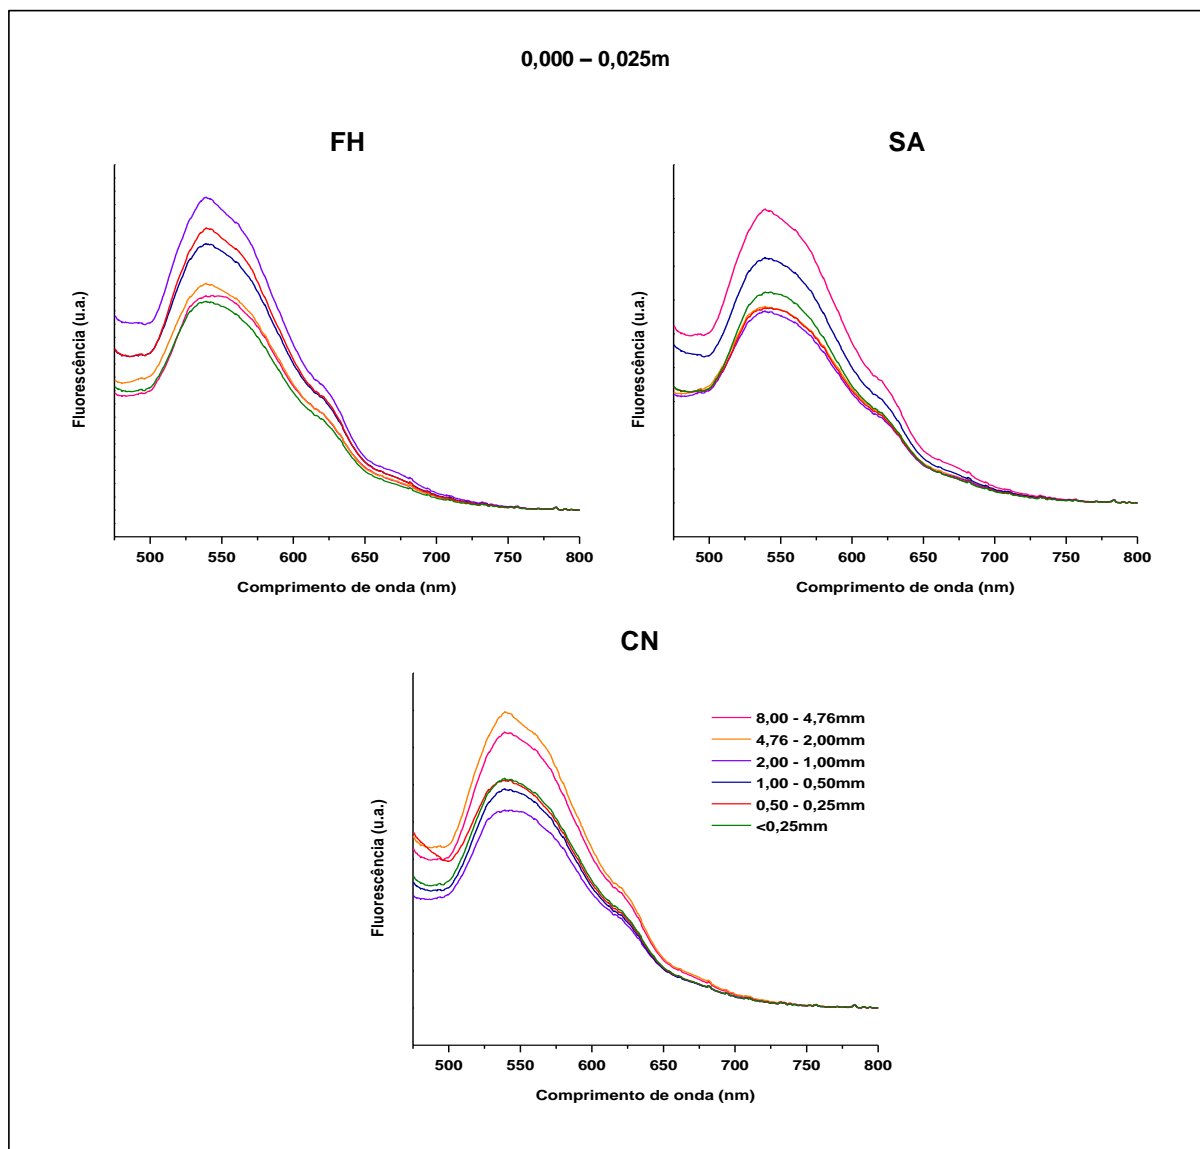 0,000 – 0,025m
FH
Fluorescência (u.a.)
500 550 600 650 700 750 800
Comprimento de onda (nm)
SA
Fluorescência (u.a.)
500 550 600 650 700 750 800
Comprimento de onda (nm)
CN
Fluorescência (u.a.)
8,00 - 4,76mm
4,76 - 2,00mm
2,00 - 1,00mm
1,00 - 0,50mm
0,50 - 0,25mm
<0,25mm
500 550 600 650 700 750 800
Comprimento de onda (nm)